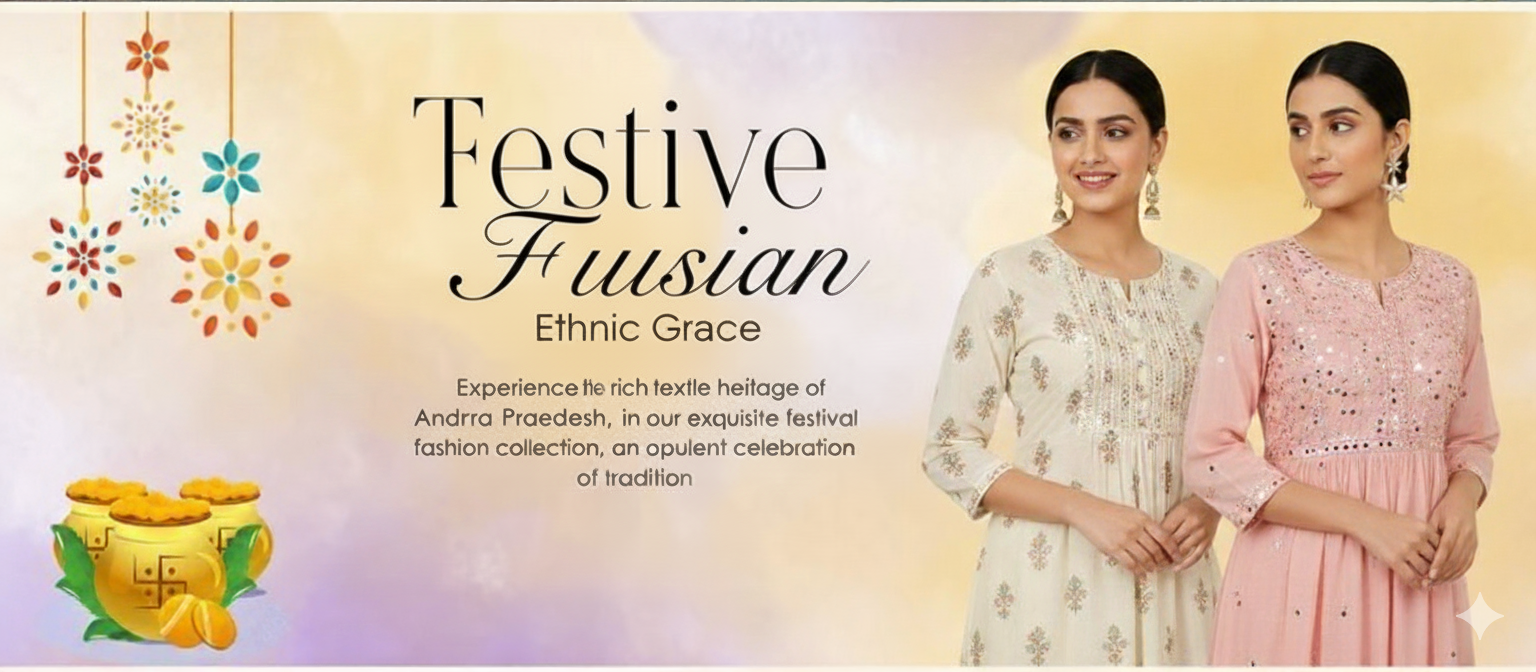 Festive
Fuusian
Ethnic Grace
Experience the rich textle heitage of
Andrra Praedesh, in our exquisite festival
fashion collection, an opulent celebration
of tradition